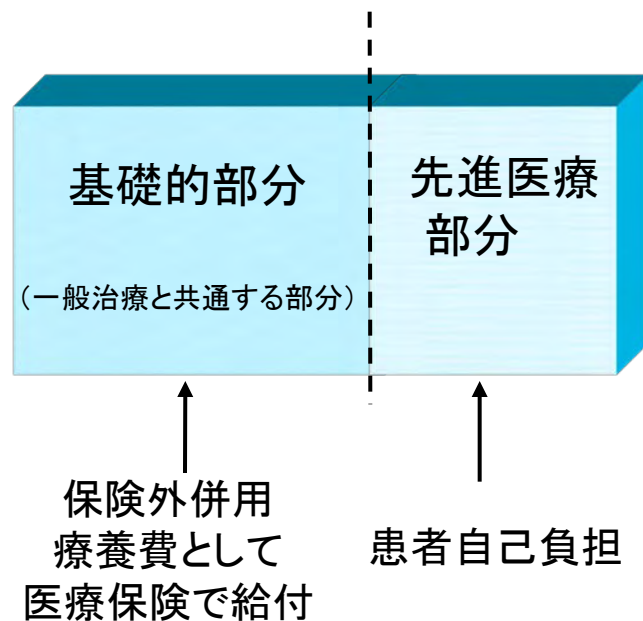 基礎的部分
(一般治療と共通する部分)
先進医療
部分
保険外併用
療養費として
医療保険で給付
患者自己負担